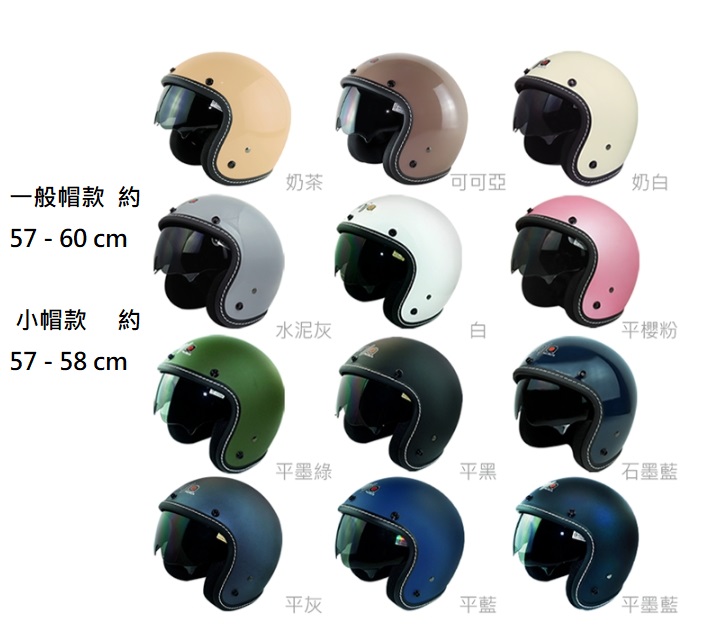 奶茶
可可亞
奶白
一般帽款 約
57 - 60 cm
水泥灰
白
平櫻粉
小帽款 約
57 - 58 cm
平墨綠
平黑
石墨藍
平灰
平藍
平墨藍